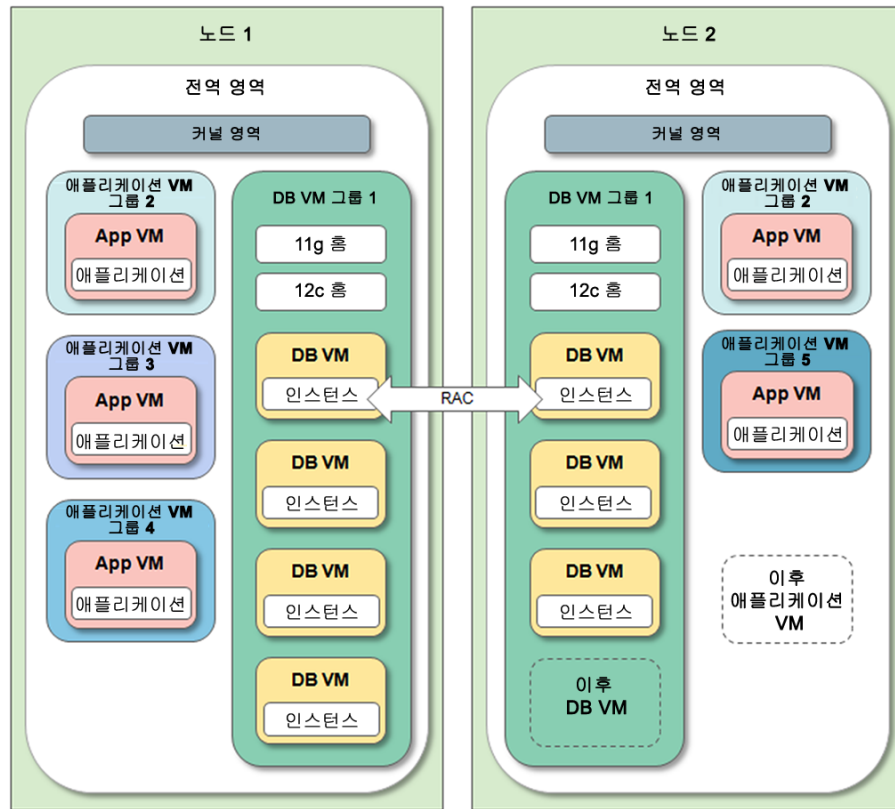 노드 1
전역 영역
커널 영역
애플리케이션 VM
그룹 2
App VM
애플리케이션
애플리케이션 VM
그룹 3
App VM
애플리케이션
애플리케이션 VM
그룹 4
App VM
애플리케이션
DB VM 그룹 1
11g 홈
12c 홈
DB VM
인스턴스
DB VM
인스턴스
DB VM
인스턴스
DB VM
인스턴스
RAC
노드 2
전역 영역
커널 영역
DB VM 그룹 1
11g 홈
12c 홈
DB VM
인스턴스
DB VM
인스턴스
DB VM
인스턴스
이후
DB VM
애플리케이션 VM
그룹 2
App VM
애플리케이션
애플리케이션 VM
그룹 5
App VM
애플리케이션
이후
애플리케이션
VM